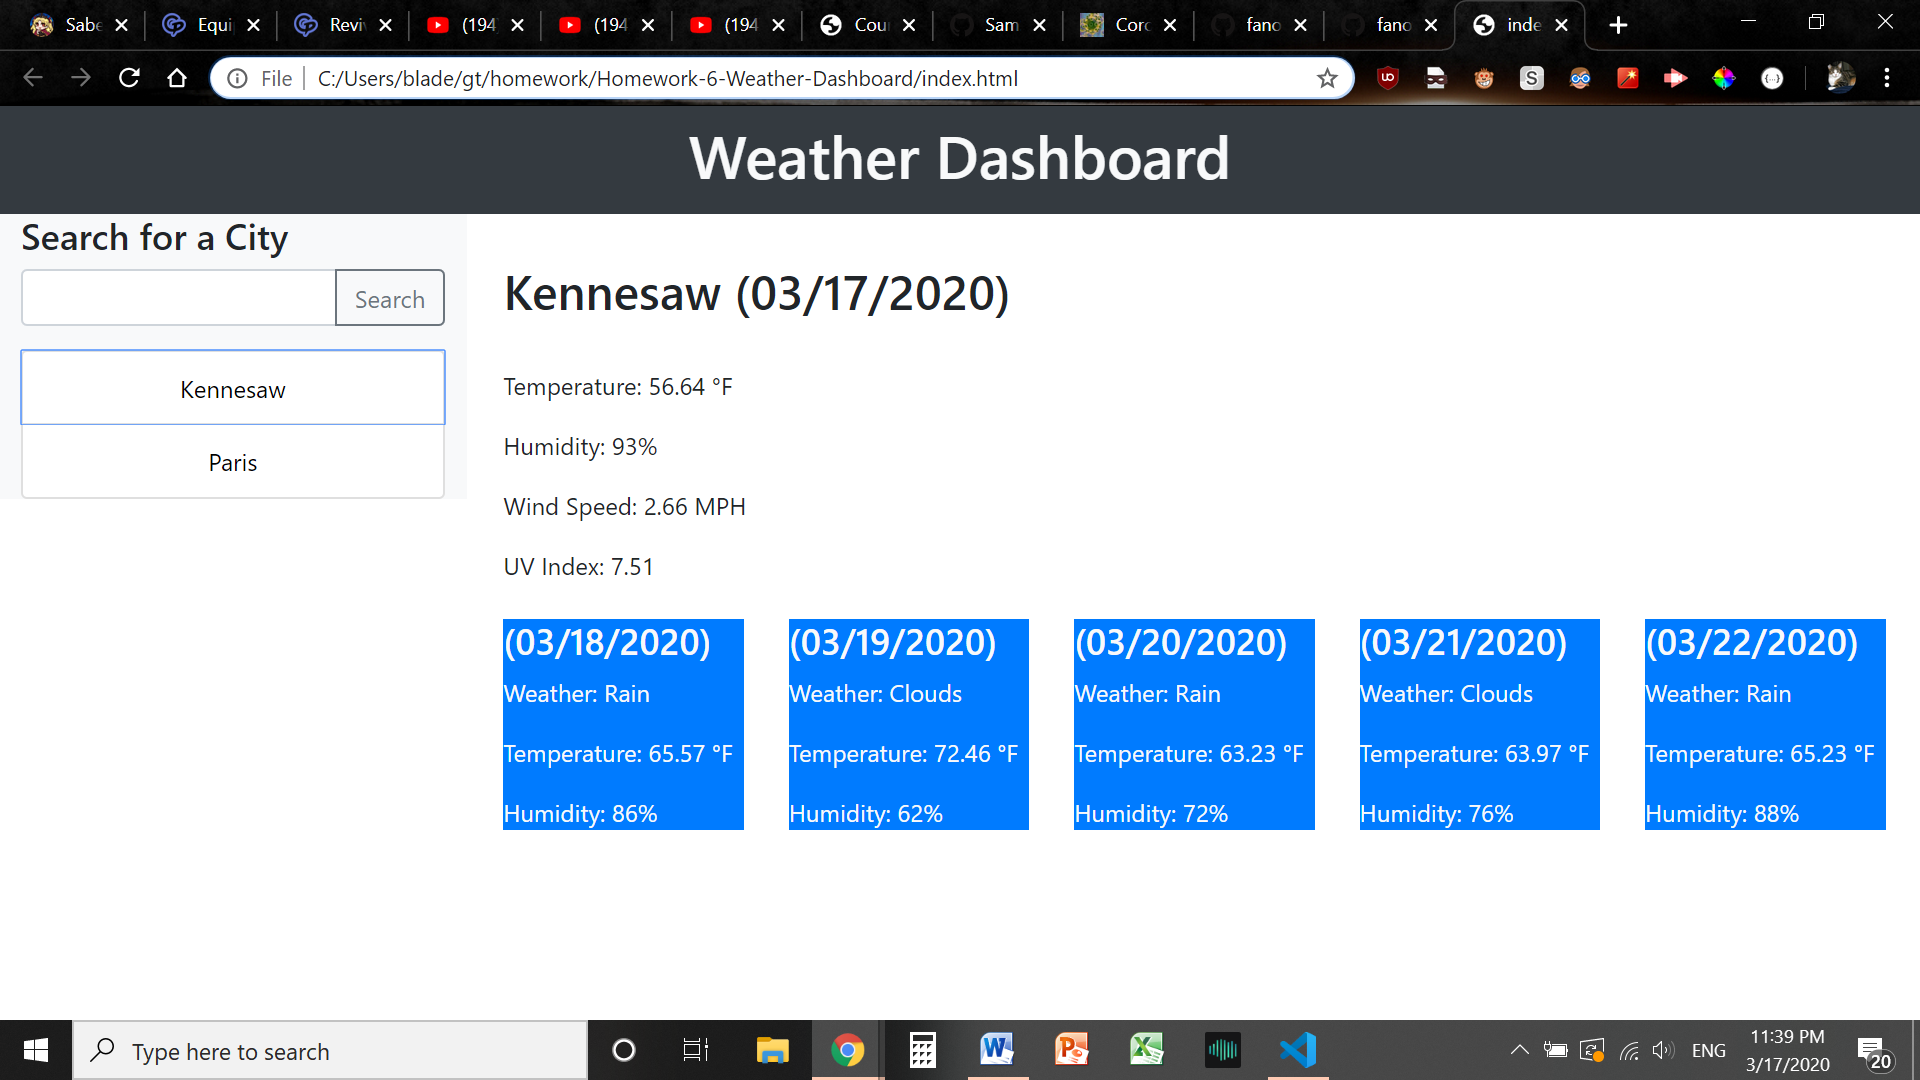 Sabe Equi Revi (194 (194 (194 Cour Sam Coro fano fano inde
File C:/Users/blade/gt/homework/Homework-6-Weather-Dashboard/index.html
Weather Dashboard
Search for a City
Search
Kennesaw
Paris
Kennesaw (03/17/2020)
Temperature: 56.64 °F
Humidity: 93%
Wind Speed: 2.66 MPH
UV Index: 7.51
(03/18/2020)
Weather: Rain
Temperature: 65.57 °F
Humidity: 86%
(03/19/2020)
Weather: Clouds
Temperature: 72.46 °F
Humidity: 62%
(03/20/2020)
Weather: Rain
Temperature: 63.23 °F
Humidity: 72%
(03/21/2020)
Weather: Clouds
Temperature: 63.97 °F
Humidity: 76%
(03/22/2020)
Weather: Rain
Temperature: 65.23 °F
Humidity: 88%
Type here to search
ENG
11:39 PM
3/17/2020
20